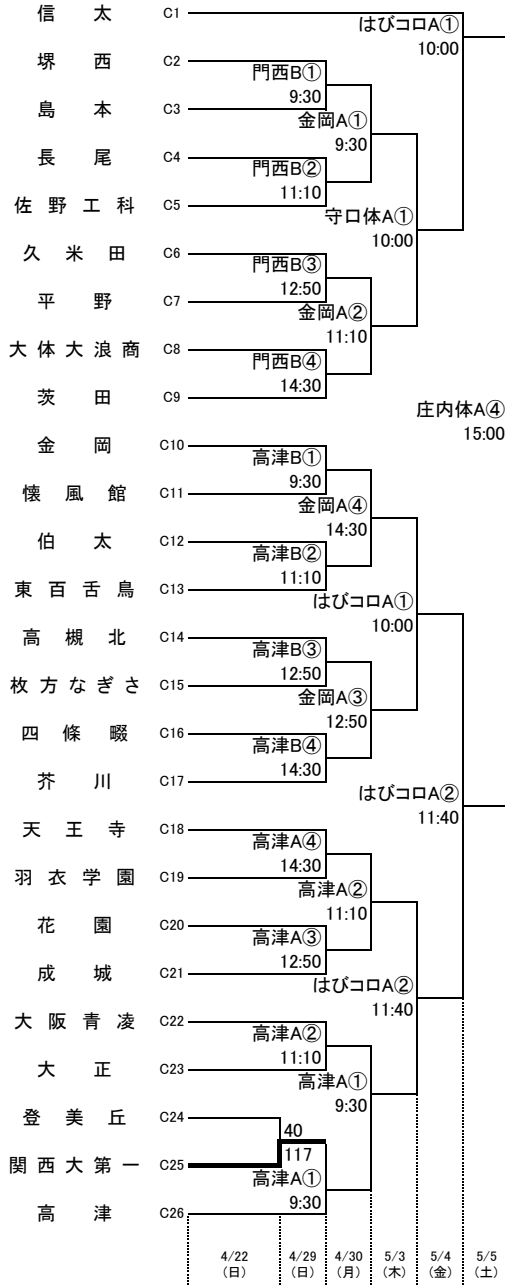 信太 C1
はびコロA①
10:00
堺西 C2
門西B①
9:30
島本 C3
金岡A①
9:30
長尾 C4
門西B②
11:10
佐野工科 C5
守口体A①
10:00
久米田 C6
門西B③
12:50
平野 C7
金岡A②
11:10
大体大浪商 C8
門西B④
14:30
茨田 C9
庄内体A④
15:00
金岡 C10
高津B①
9:30
懐風館 C11
金岡A④
14:30
伯太 C12
高津B②
11:10
東百舌鳥 C13
はびコロA①
10:00
高槻北 C14
高津B③
12:50
枚方なぎさ C15
金岡A③
12:50
四條畷 C16
高津B④
14:30
芥川 C17
はびコロA②
11:40
天王寺 C18
高津A④
14:30
羽衣学園 C19
高津A②
11:10
花園 C20
高津A③
12:50
成城 C21
はびコロA②
11:40
大阪青凌 C22
高津A②
11:10
大正 C23
高津A①
9:30
登美丘 C24
40
関西大第一 C25
117
高津A①
9:30
高津 C26
4/22 4/29 4/30 5/3 5/4 5/5
(日) (日) (月) (木) (金) (土)